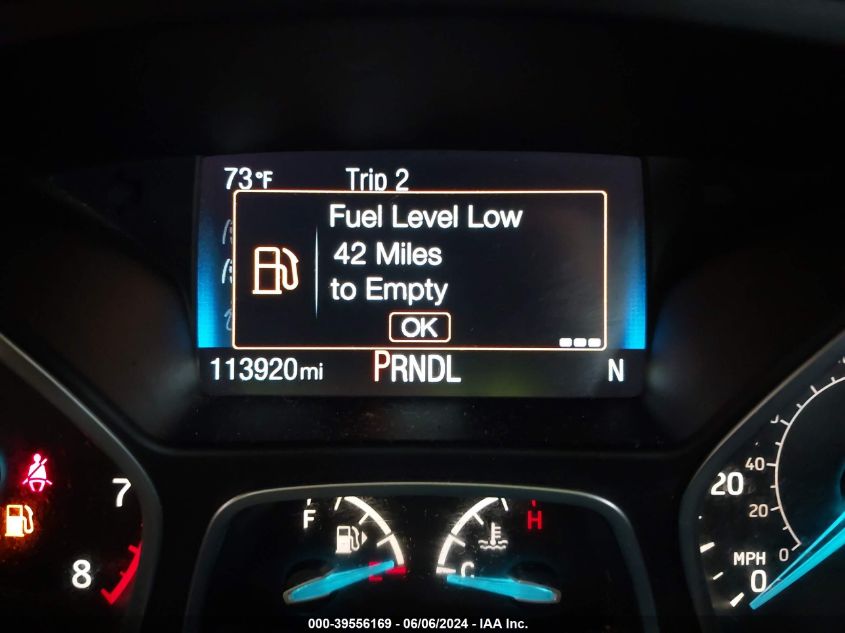 73°F Trip 2
Fuel Level Low
42 Miles
to Empty
OK
113920mi PRNDL N
7
8
F
E
H
C
40
20
20
MPH 0
0
000-39556169 - 06/06/2024 - IAA Inc.